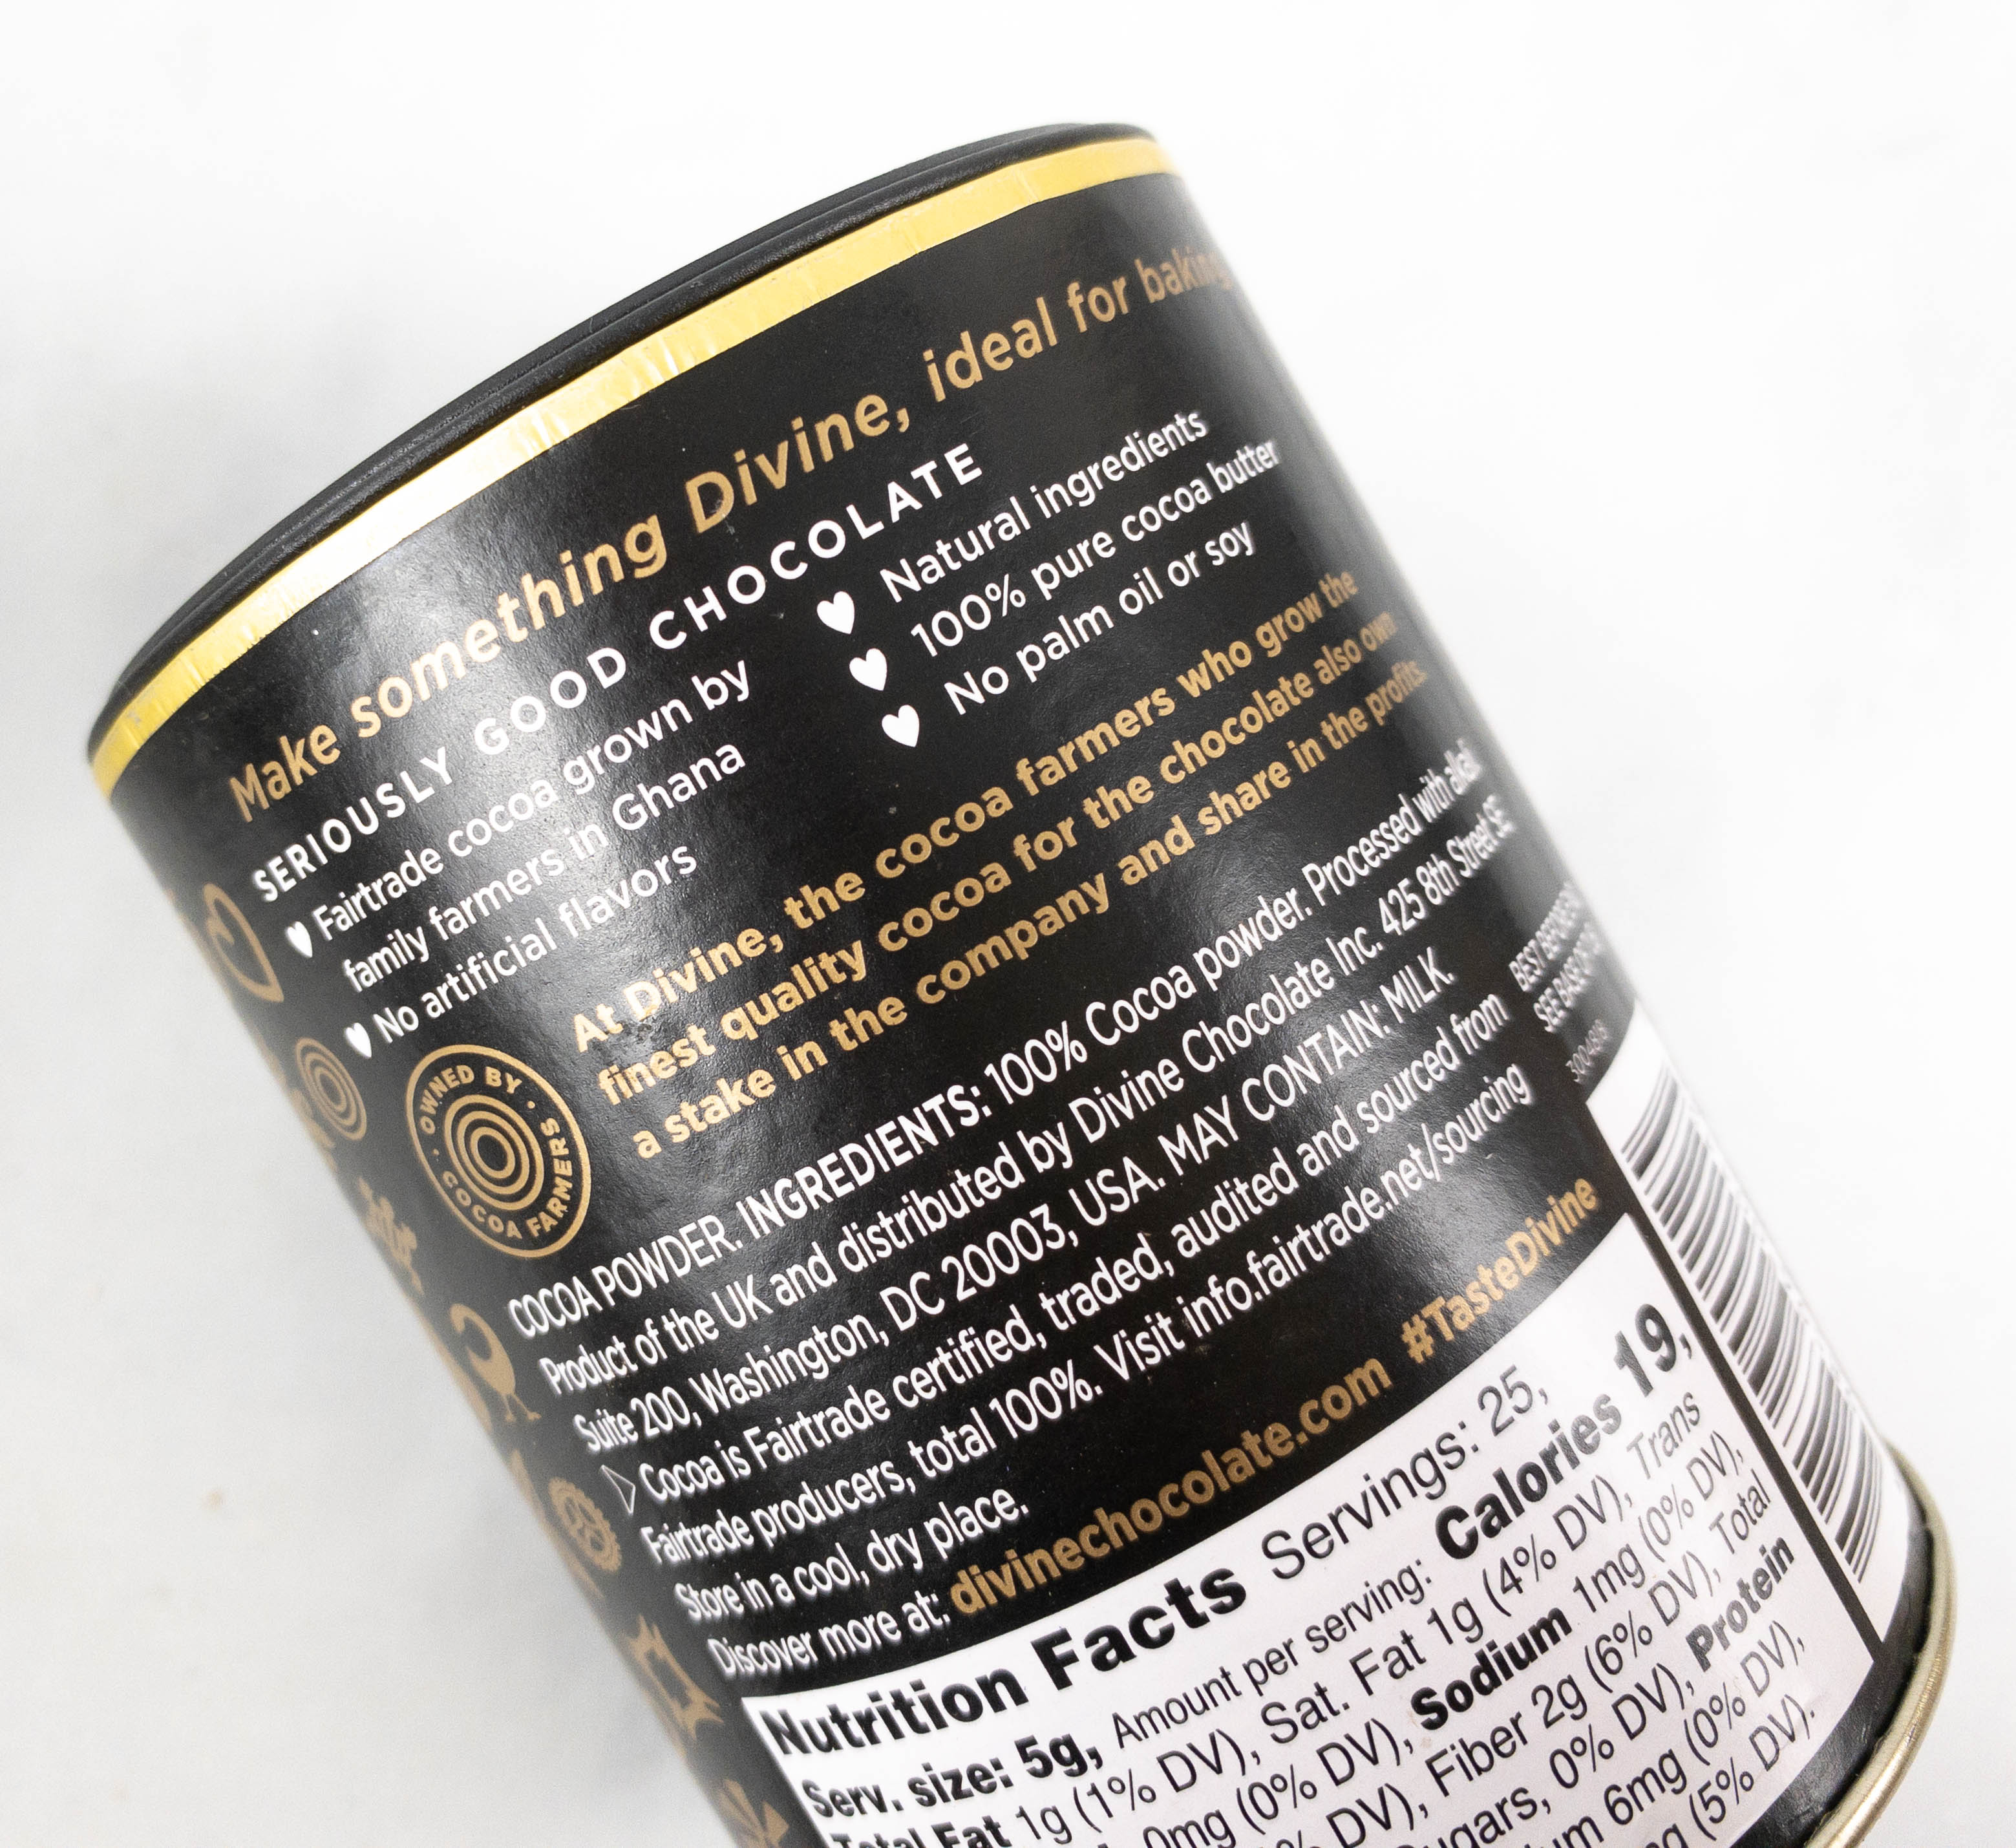 Make something Divine, ideal for baking
SERIOUSLY GOOD CHOCOLATE
Fairtrade cocoa grown by
family farmers in Ghana
No artificial flavors
Natural ingredients
100% pure cocoa butter
No palm oil or soy
At Divine, the cocoa farmers who grow the
finest quality cocoa for the chocolate also own
a stake in the company and share in the profits.
OWNED BY
COCOA FARMERS
COCOA POWDER. INGREDIENTS: 100% Cocoa powder. Processed with alkali.
Product of the UK and distributed by Divine Chocolate Inc. 425 8th Street SE,
Suite 200, Washington, DC 20003, USA. MAY CONTAIN: MILK.
Cocoa is Fairtrade certified, traded, audited and sourced from
Fairtrade producers, total 100%. Visit info.fairtrade.net/sourcing
Store in a cool, dry place.
Discover more at: divinechocolate.com #TasteDivine
BEST BEFORE
SEE BASE OF
Nutrition Facts Servings: 25,
Serv. size: 5g, Amount per serving: Calories 19,
Total Fat 1g (1% DV), Sat. Fat 1g (4% DV), Trans
0mg (0% DV), Sodium 1mg (0% DV),
DV), Fiber 2g (6% DV), Total
0% DV), Protein
6mg (0% DV),
(5% DV).